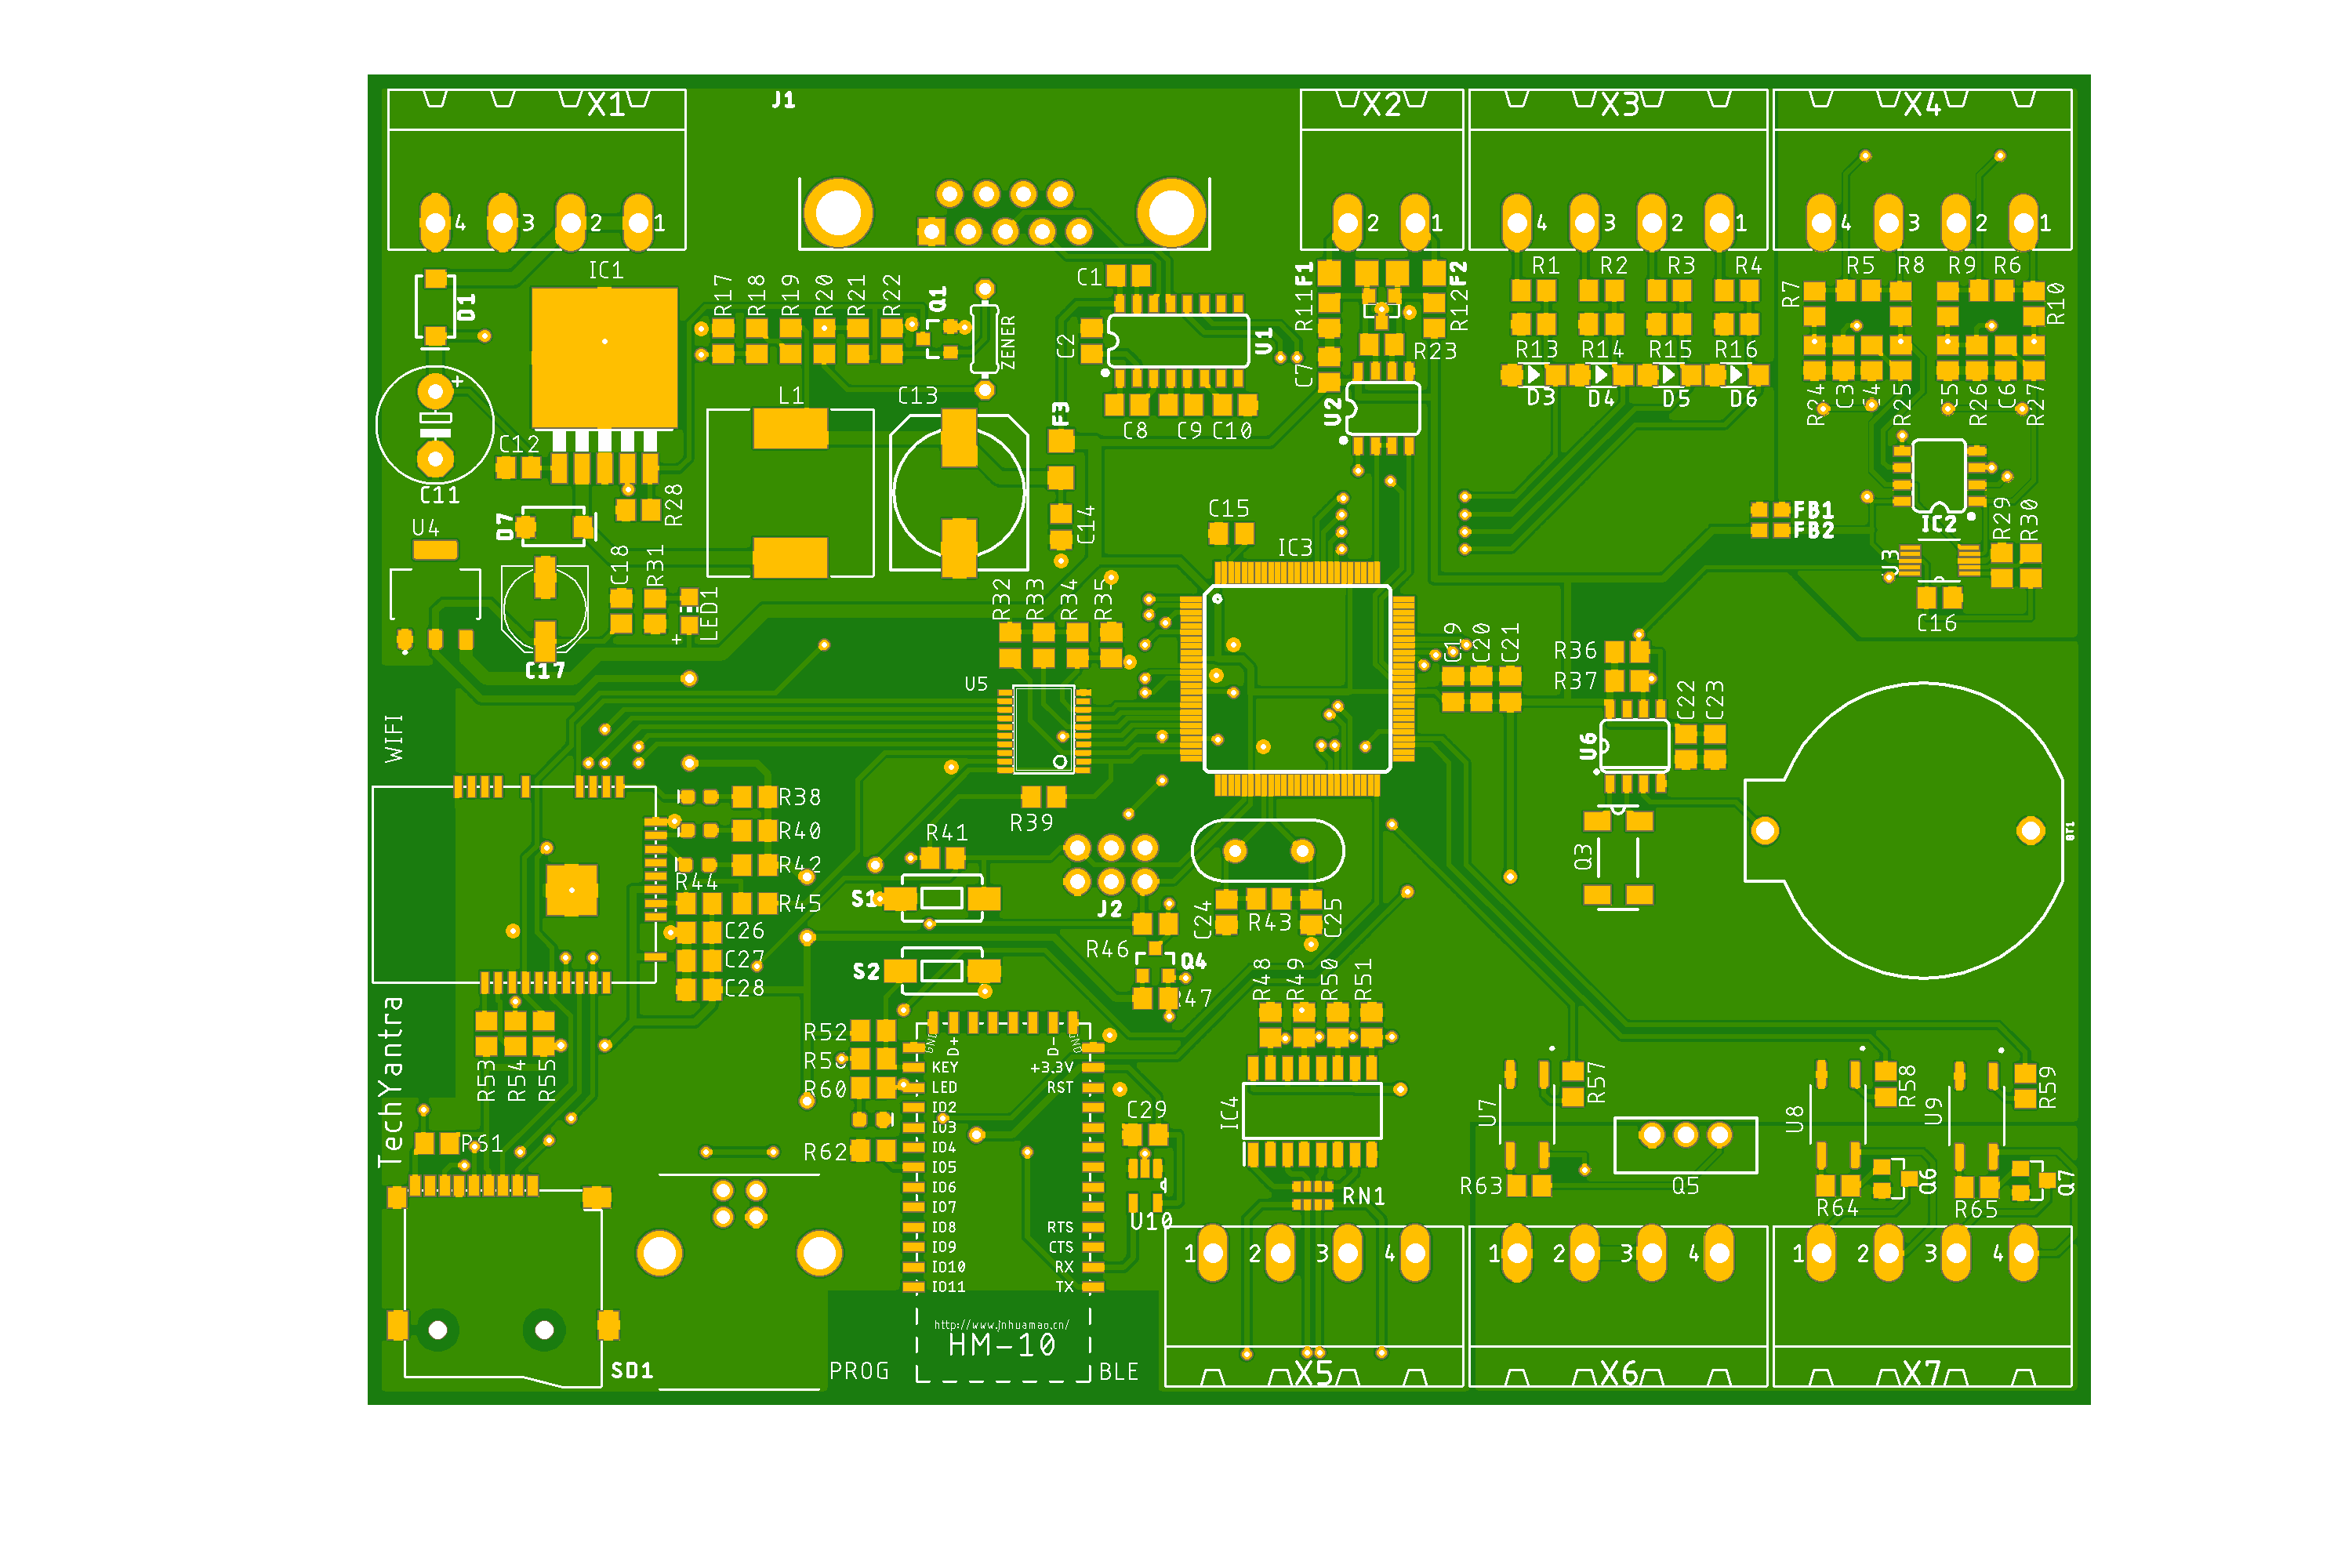 X1
J1
X2
X3
X4
4 3 2 1
2 1
4 3 2 1
4 3 2 1
D1
IC1
R17
R18
R19
R20
R21
R22
Q1
ZENER
C1
C2
U1
F1
F2
R11
R12
R23
C7
R1
R2
R3
R4
R5
R8
R9
R6
R7
R10
R13
R14
R15
R16
D3
D4
D5
D6
R24
C3
R25
R26
C6
R27
C11
C12
L1
C13
F3
C8
C9
C10
U2
U4
D7
R28
C14
C15
IC3
FB1
FB2
IC2
R29
R30
U3
C16
C18
R31
LED1
C17
R32
R33
R34
R35
U5
C19
C20
C21
R36
R37
C22
C23
U6
WIFI
R38
R40
R42
R44
R45
C26
C27
C28
R39
R41
S1
S2
J2
R46
Q4
R47
C24
R43
C25
Q3
BT1
TechYantra
R53
R54
R55
R52
R60
R62
R61
GND
D+
D-
GND
KEY
+3.3V
LED
RST
IO2
IO3
IO4
IO5
IO6
IO7
IO8
RTS
IO9
CTS
IO10
RX
IO11
TX
http://www.jnhuamao.cn/
HM-10
PROG
BLE
SD1
C29
U10
R48
R49
R50
R51
IC4
RN1
U7
R57
R63
Q5
U8
R58
U9
R59
Q6
Q7
R64
R65
1 2 3 4
1 2 3 4
1 2 3 4
X5
X6
X7